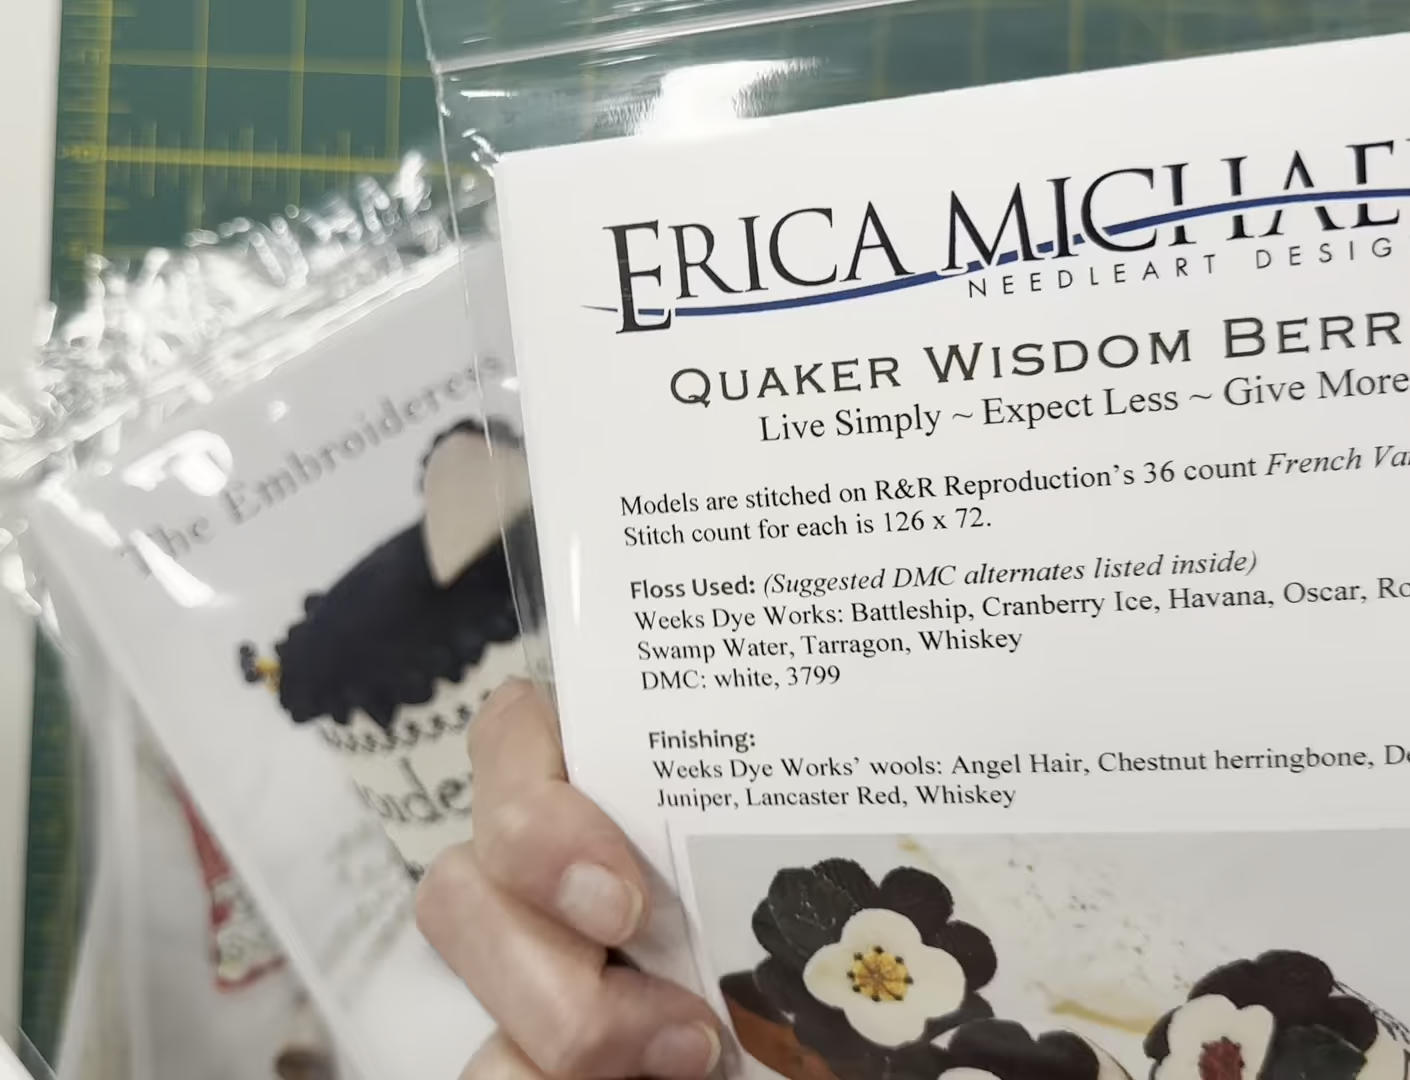 The Embroideress
ERICA MICHAE
NEEDLEART DESIG
QUAKER WISDOM BERR
Live Simply ~ Expect Less ~ Give More
Models are stitched on R&R Reproduction's 36 count French Va
Stitch count for each is 126 x 72.
Floss Used: (Suggested DMC alternates listed inside)
Weeks Dye Works: Battleship, Cranberry Ice, Havana, Oscar, Ro
Swamp Water, Tarragon, Whiskey
DMC: white, 3799
Finishing:
Weeks Dye Works' wools: Angel Hair, Chestnut herringbone, De
Juniper, Lancaster Red, Whiskey